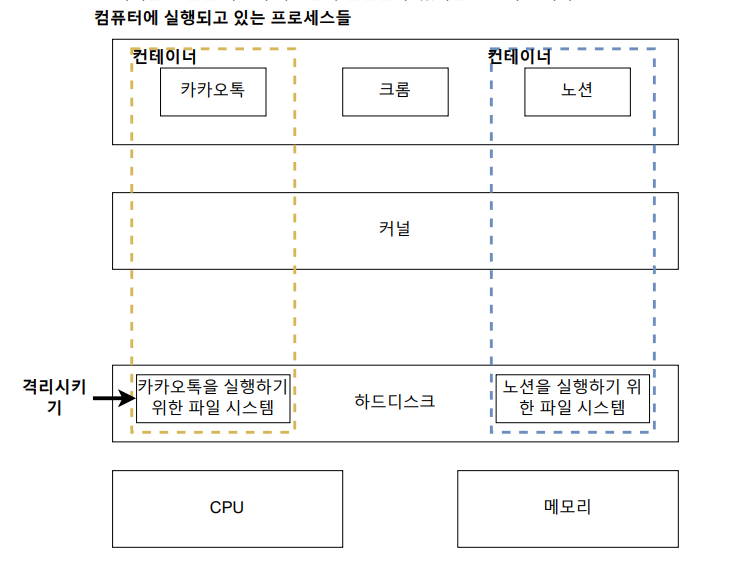 컴퓨터에 실행되고 있는 프로세스들
컨테이너
컨테이너
카카오톡
크롬
노션
커널
격리시키
기
카카오톡을 실행하기
위한 파일 시스템
하드디스크
노션을 실행하기 위
한 파일 시스템
CPU
메모리